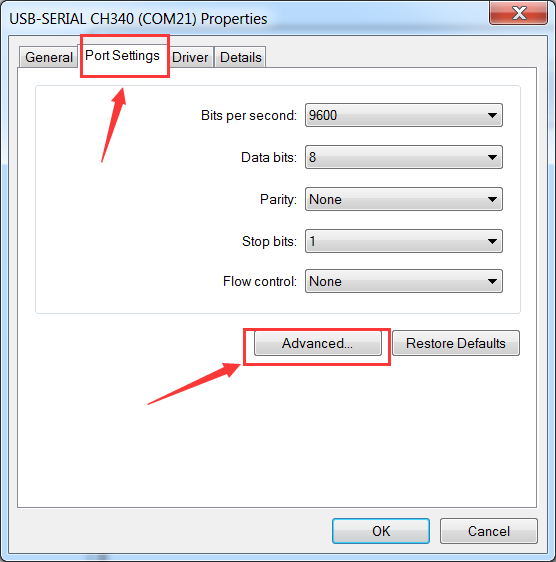 USB-SERIAL CH340 (COM21) Properties
General Port Settings Driver Details
Bits per second: 9600
Data bits: 8
Parity: None
Stop bits: 1
Flow control: None
Advanced... Restore Defaults
OK Cancel